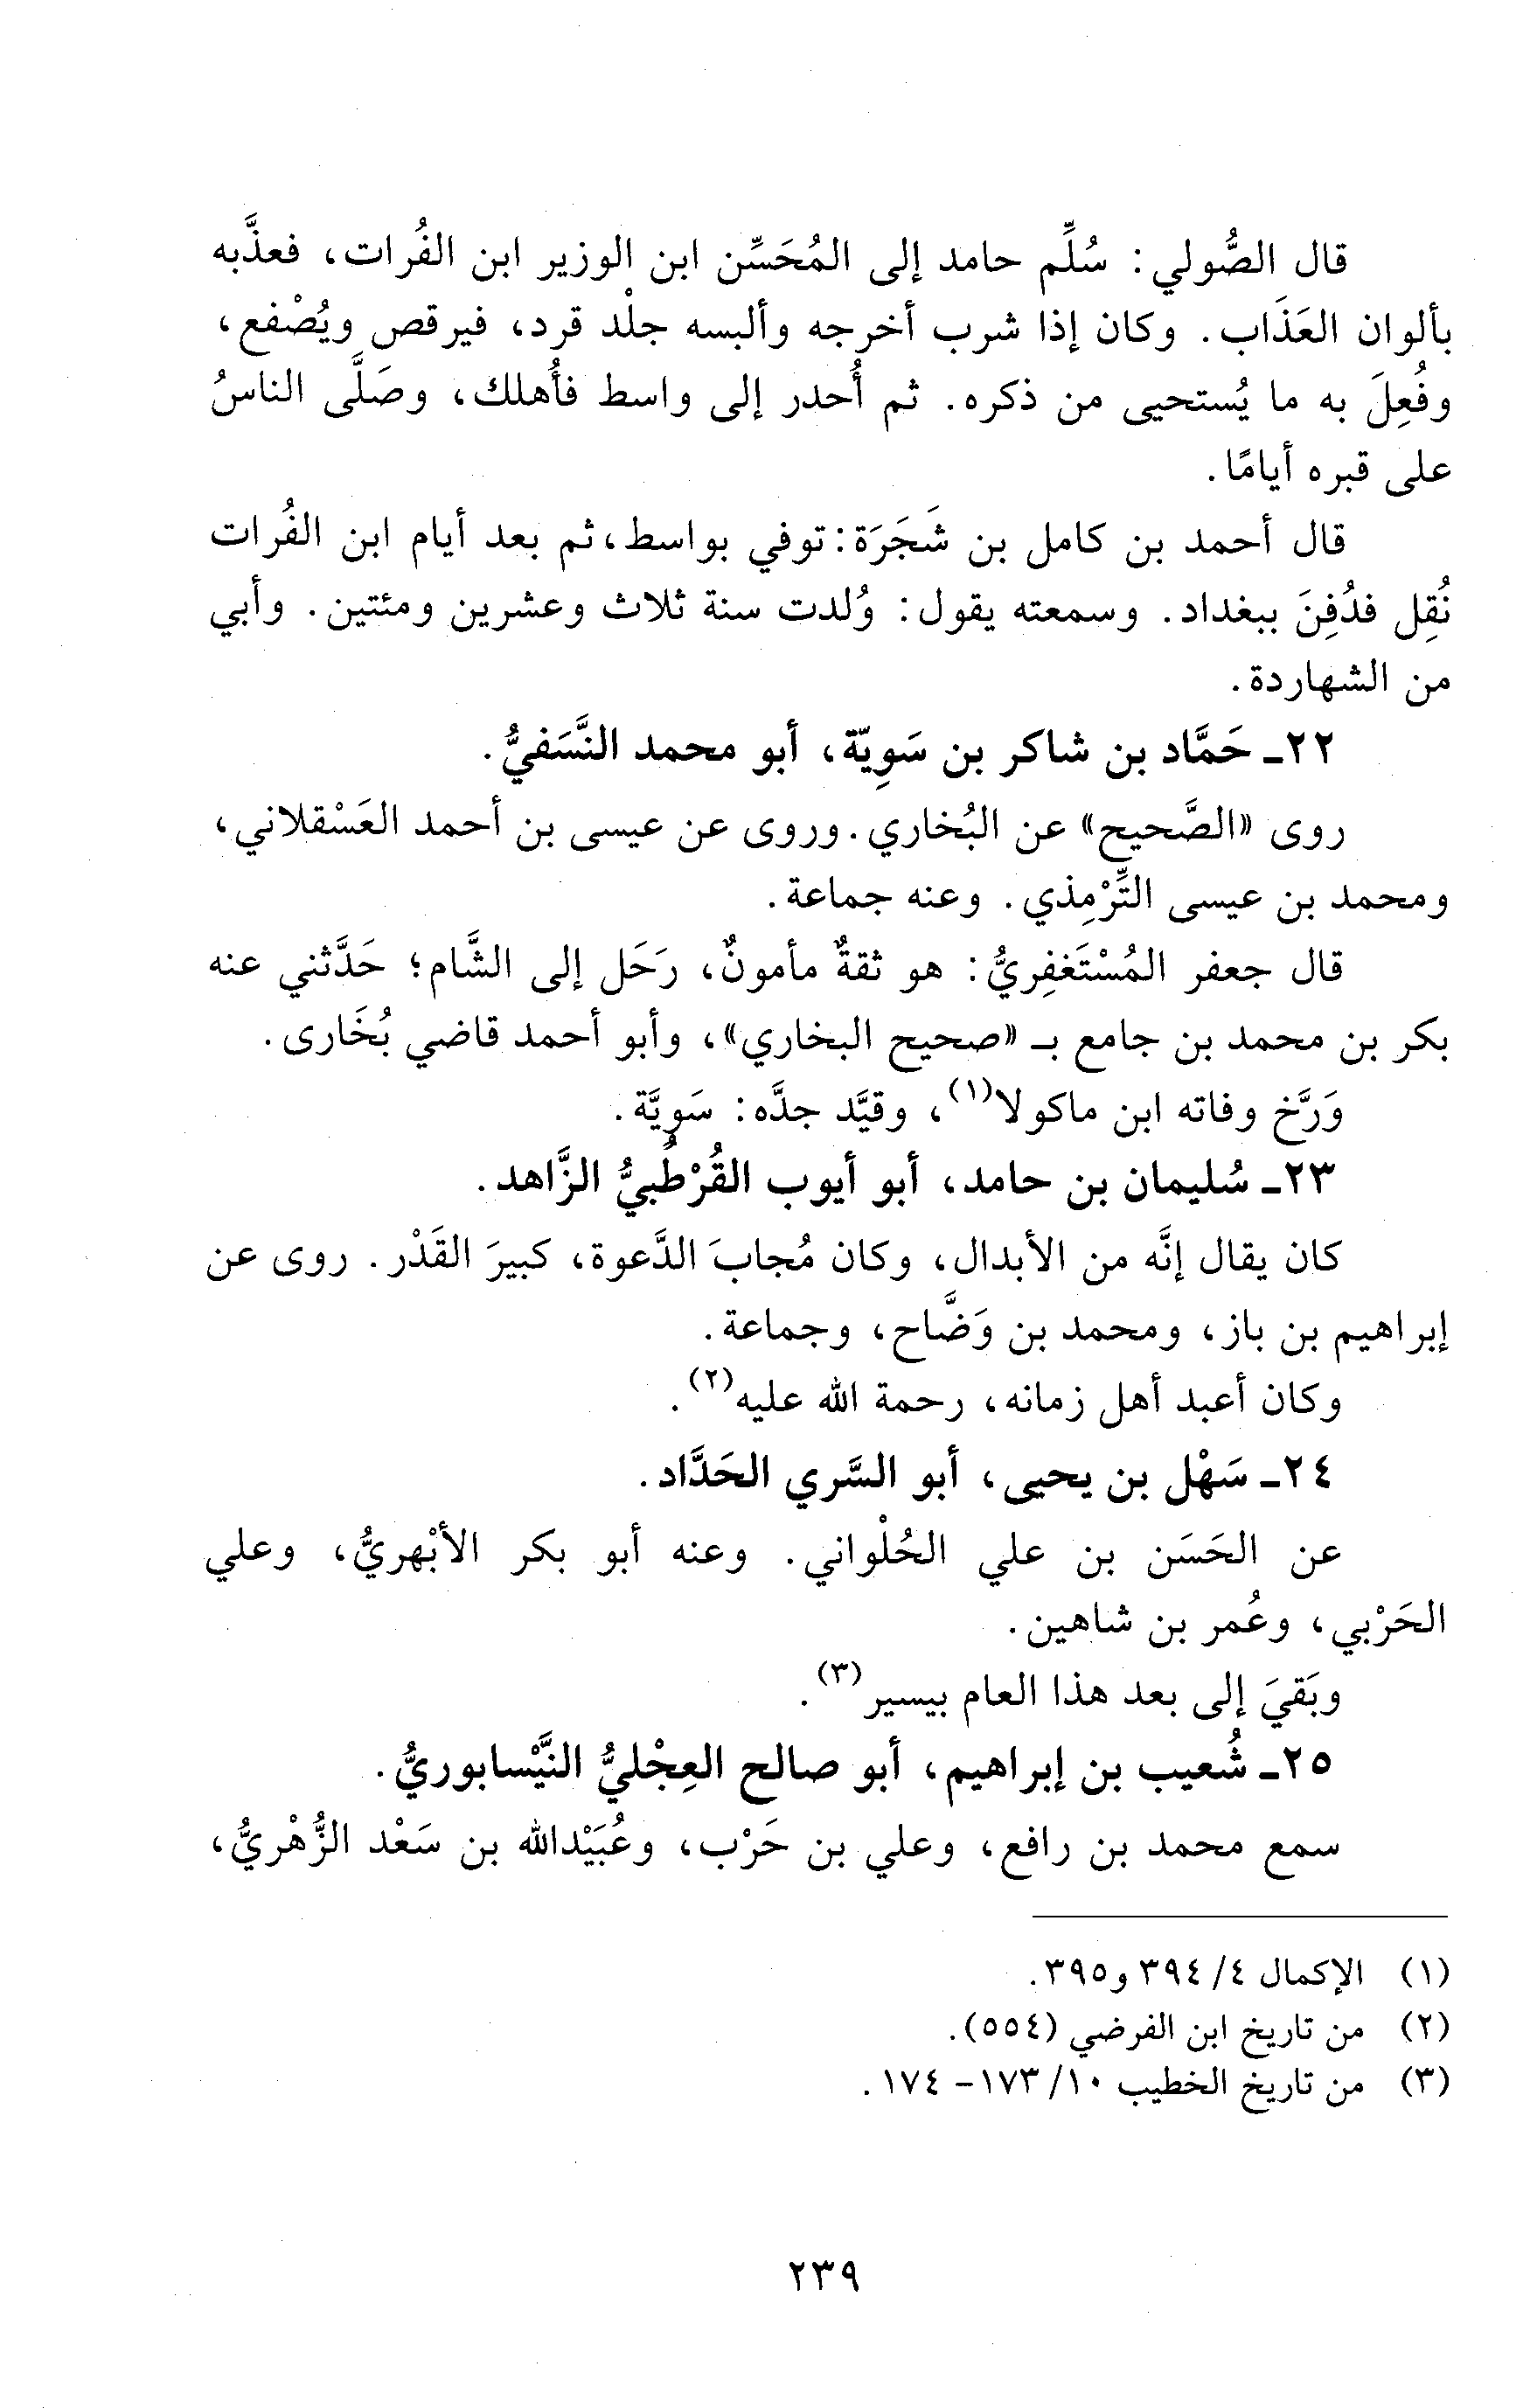 قال الصُّولي: سُلِّم حامد إلى المُحَسِّن ابن الوزير ابن الفُرات، فعذَّبه
بألوان العَذَاب. وكان إذا شرب أخرجه وألبسه جلْد قرد، فيرقص ويُصْفع،
وفُعِلَ به ما يُستحيى من ذكره. ثم أُحدر إلى واسط فأُهلك، وصَلَّى الناسُ
على قبره أيامًا.
قال أحمد بن كامل بن شَجَرَة: توفي بواسط، ثم بعد أيام ابن الفُرات
نُقِل فدُفِنَ ببغداد. وسمعته يقول: وُلدت سنة ثلاث وعشرين ومئتين. وأبي
من الشهاردة.
٢٢ـ حَمَّاد بن شاكر بن سَوِيّة، أبو محمد النَّسَفيُّ.
روى «الصَّحيح» عن البُخاري. وروى عن عيسى بن أحمد العَسْقلاني،
ومحمد بن عيسى التِّرْمِذي. وعنه جماعة.
قال جعفر المُسْتَغفِريُّ: هو ثقةٌ مأمونٌ، رَحَل إلى الشَّام؛ حَدَّثني عنه
بكر بن محمد بن جامع بـ «صحيح البخاري»، وأبو أحمد قاضي بُخَارى.
وَرَّخ وفاته ابن ماكولا(١)، وقيَّد جدَّه: سَوِيَّة.
٢٣ـ سُليمان بن حامد، أبو أيوب القُرْطُبيُّ الزَّاهد.
كان يقال إنَّه من الأبدال، وكان مُجابَ الدَّعوة، كبيرَ القَدْر. روى عن
إبراهيم بن باز، ومحمد بن وَضَّاح، وجماعة.
وكان أعبد أهل زمانه، رحمة الله عليه(٢).
٢٤ـ سَهْل بن يحيى، أبو السَّري الحَدَّاد.
عن الحَسَن بن علي الحُلْواني. وعنه أبو بكر الأبْهريُّ، وعلي
الحَرْبي، وعُمر بن شاهين.
وبَقيَ إلى بعد هذا العام بيسير(٣).
٢٥ـ شُعيب بن إبراهيم، أبو صالح العِجْليُّ النَّيْسابوريُّ.
سمع محمد بن رافع، وعلي بن حَرْب، وعُبَيْدالله بن سَعْد الزُّهْريُّ،
(١) الإكمال ٤/ ٣٩٤ و٣٩٥.
(٢) من تاريخ ابن الفرضي (٥٥٤).
(٣) من تاريخ الخطيب ١٠/ ١٧٣- ١٧٤.
٢٣٩